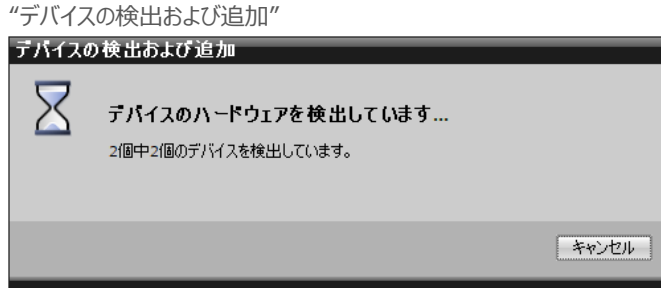 “デバイスの検出および追加”
デバイスの検出および追加
デバイスのハードウェアを検出しています...
2個中2個のデバイスを検出しています。
キャンセル